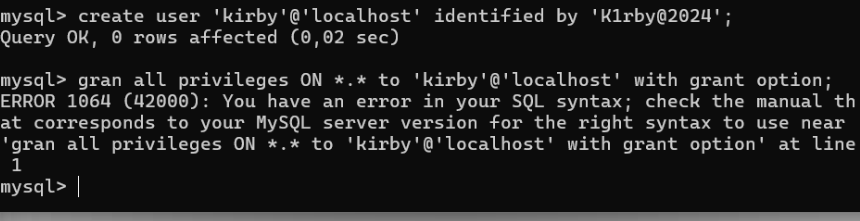 mysql> create user 'kirby'@'localhost' identified by 'K1rby@2024';
Query OK, 0 rows affected (0,02 sec)
mysql> gran all privileges ON *.* to 'kirby'@'localhost' with grant option;
ERROR 1064 (42000): You have an error in your SQL syntax; check the manual th
at corresponds to your MySQL server version for the right syntax to use near
'gran all privileges ON *.* to 'kirby'@'localhost' with grant option' at line
 1
mysql>